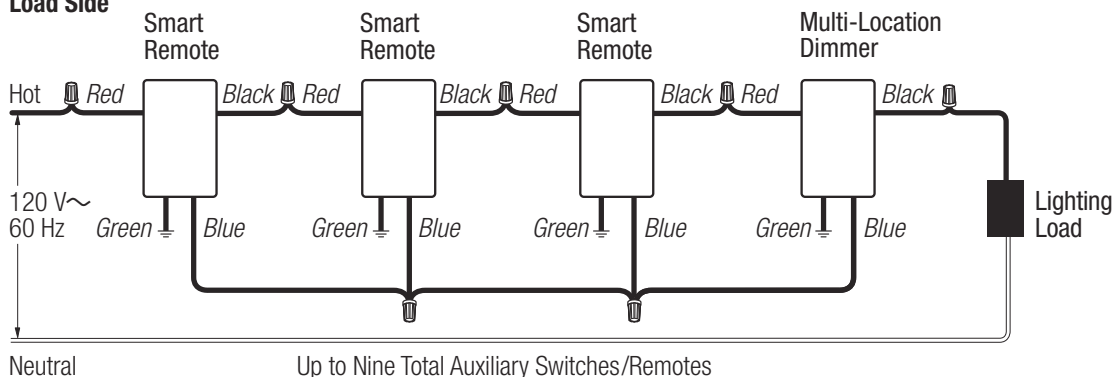 Load Side
Smart
Remote
Smart
Remote
Smart
Remote
Multi-Location
Dimmer
Hot
Red
Black
Red
Black
Red
Black
Red
Black
120 V~
60 Hz
Green
Blue
Green
Blue
Green
Blue
Green
Blue
Lighting
Load
Neutral
Up to Nine Total Auxiliary Switches/Remotes